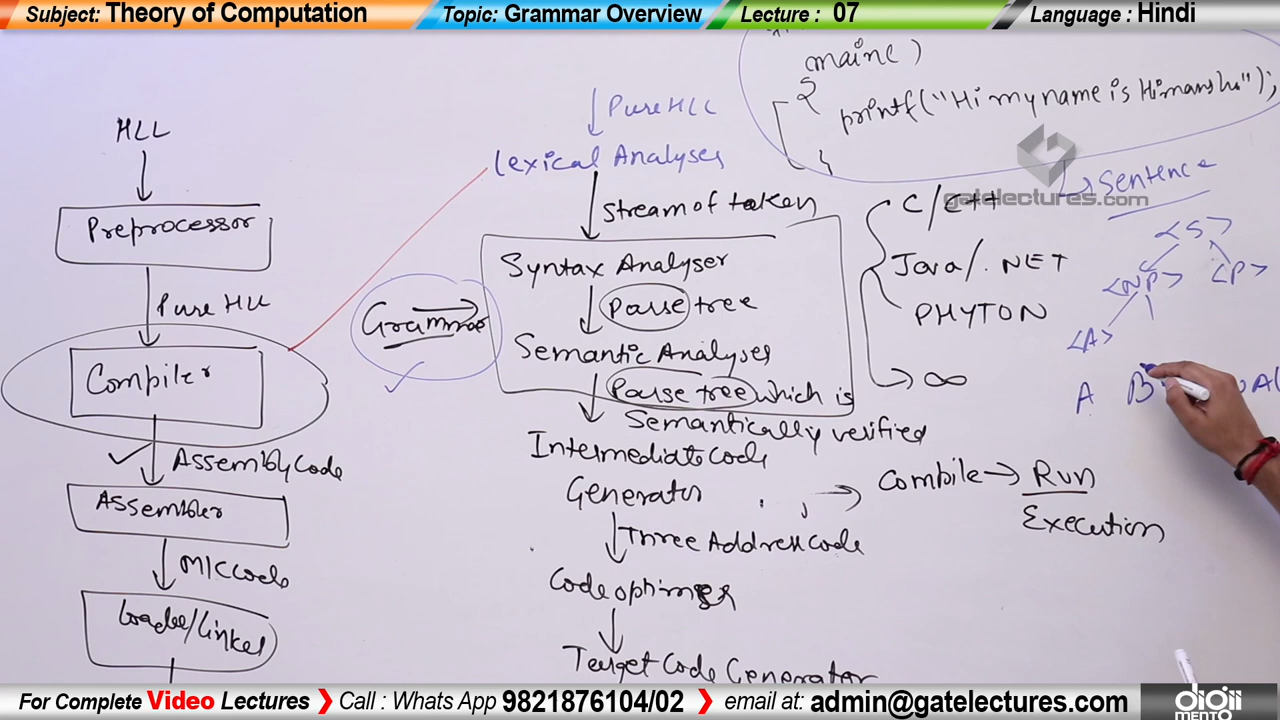 Subject: Theory of Computation
Topic: Grammar Overview
Lecture : 07
Language : Hindi
HLL
Preprocessor
Pure HLL
Compiler
Assembly Code
Assembler
M/C Code
Loader/Linker
Pure HLL
Lexical Analyses
Stream of token
Syntax Analyser
Parse tree
Semantic Analyses
Parse tree which is
Semantically verified
Grammar
Intermediate code
Generator
Three Address code
Code optimizer
Target Code Generator
main()
{
printf("Hi my name is Himanshu");
}
Sentence
gatelectures.com
C/C++
Java/.NET
PHYTON
∞
<S>
<NP> <P>
<A>
A B
Compile → Run
Execution
For Complete Video Lectures
Call : Whats App 9821876104/02
email at: admin@gatelectures.com
digii
MENTO